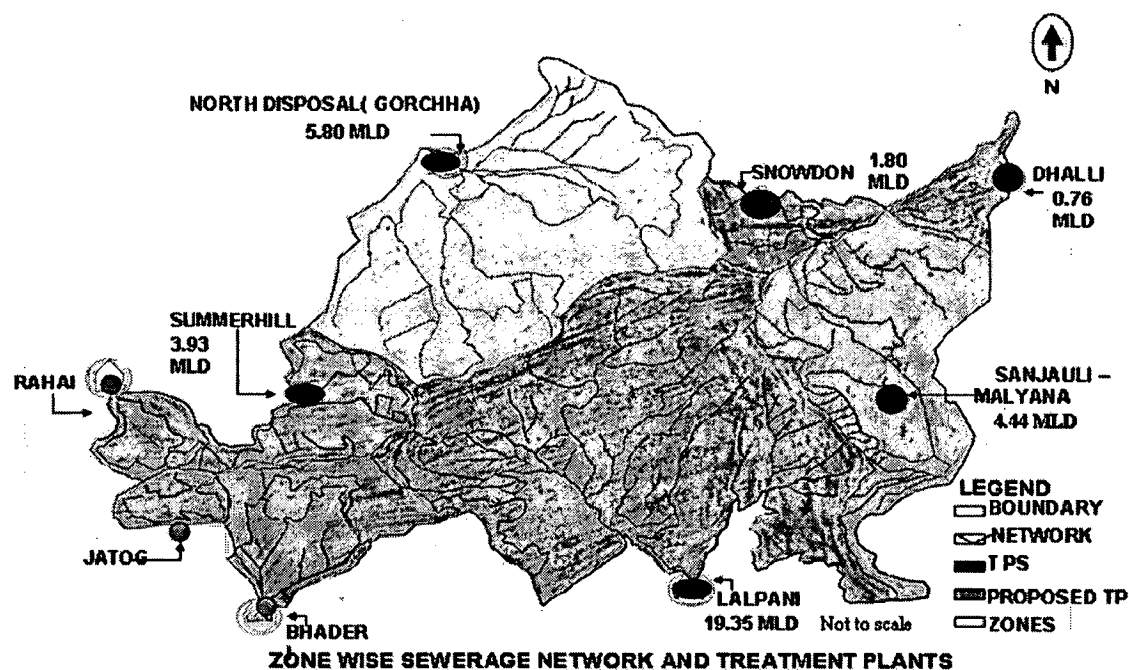 N
NORTH DISPOSAL( GORCHHA)
5.80 MLD
SNOWDON
1.80
MLD
DHALLI
0.76
MLD
SUMMERHILL
3.93
MLD
RAHAI
SANJAULI –
MALYANA
4.44 MLD
JATOG
BHADER
LALPANI
19.35 MLD
Not to scale
LEGEND
BOUNDARY
NETWORK
TPS
PROPOSED TP
ZONES
ZONE WISE SEWERAGE NETWORK AND TREATMENT PLANTS